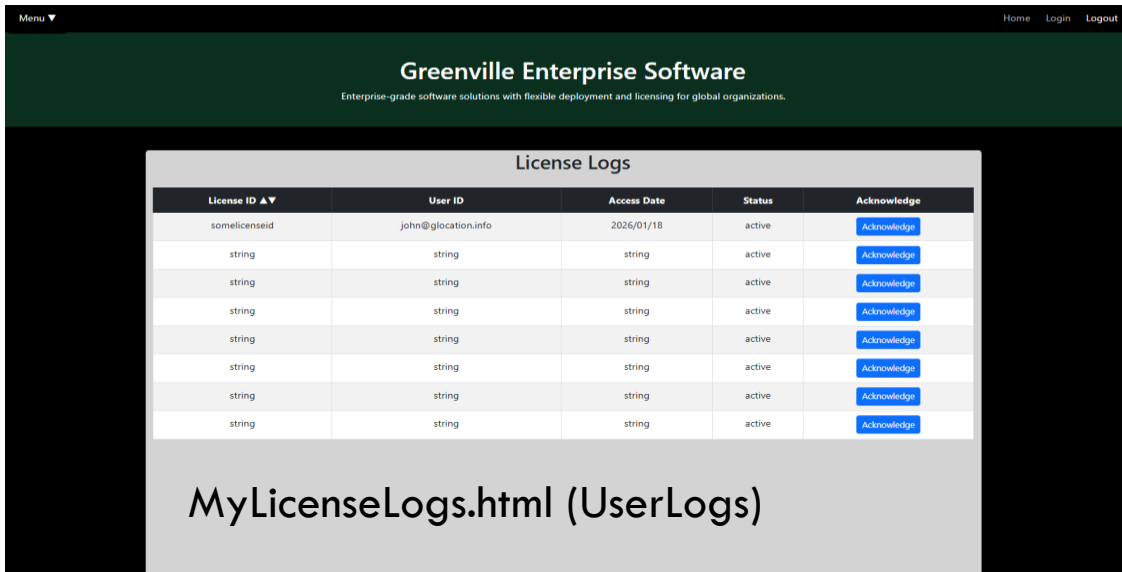 Menu ▼ Home Login Logout
Greenville Enterprise Software
Enterprise-grade software solutions with flexible deployment and licensing for global organizations.
License Logs
License ID ▲▼ User ID Access Date Status Acknowledge
somelicenseid john@glocation.info 2026/01/18 active Acknowledge
string string string active Acknowledge
string string string active Acknowledge
string string string active Acknowledge
string string string active Acknowledge
string string string active Acknowledge
string string string active Acknowledge
string string string active Acknowledge
MyLicenseLogs.html (UserLogs)